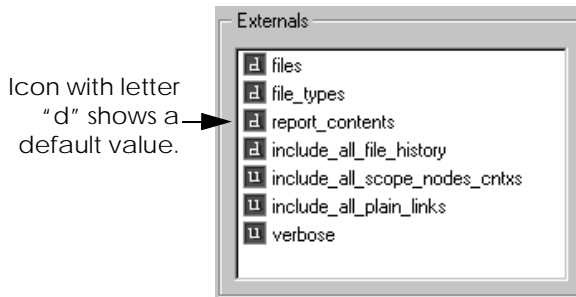 Externals
Icon with letter
"d" shows a
default value.
d files
d file_types
d report_contents
d include_all_file_history
u include_all_scope_nodes_cntxs
u include_all_plain_links
u verbose